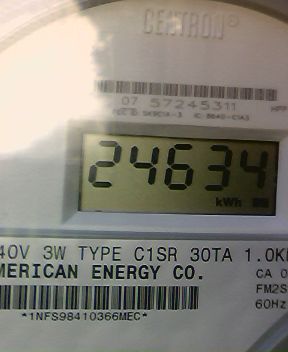 CENTRON®
07 57245311
24634
kWh
40V 3W TYPE C1SR 30TA 1.0K
MERICAN ENERGY CO.
CA 0
FM2S
60Hz
*1NFS98410366MEC*